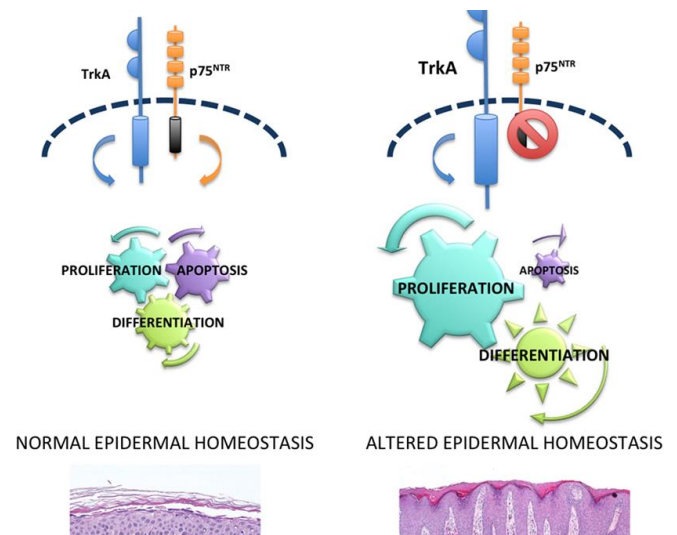 TrkA
p75NTR
TrkA
p75NTR
PROLIFERATION
APOPTOSIS
DIFFERENTIATION
PROLIFERATION
APOPTOSIS
DIFFERENTIATION
NORMAL EPIDERMAL HOMEOSTASIS
ALTERED EPIDERMAL HOMEOSTASIS